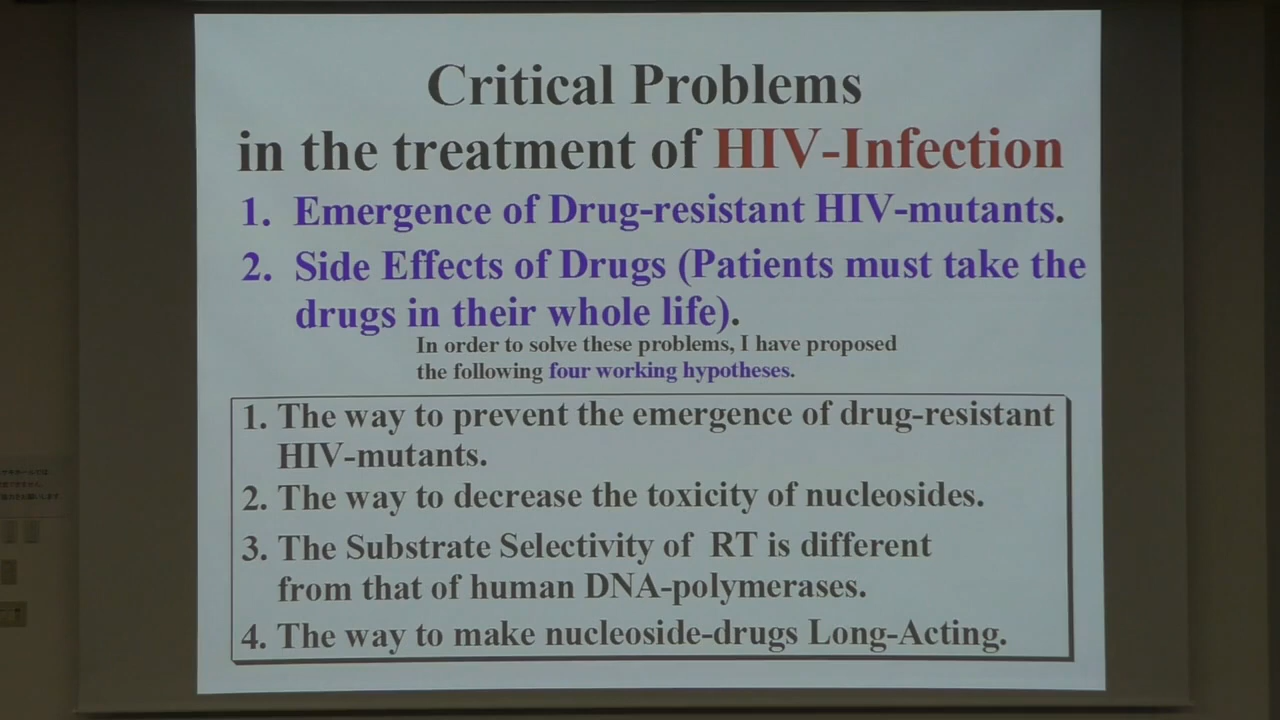 Critical Problems
in the treatment of HIV-Infection
1. Emergence of Drug-resistant HIV-mutants.
2. Side Effects of Drugs (Patients must take the
drugs in their whole life).
In order to solve these problems, I have proposed
the following four working hypotheses.
1. The way to prevent the emergence of drug-resistant
HIV-mutants.
2. The way to decrease the toxicity of nucleosides.
3. The Substrate Selectivity of RT is different
from that of human DNA-polymerases.
4. The way to make nucleoside-drugs Long-Acting.